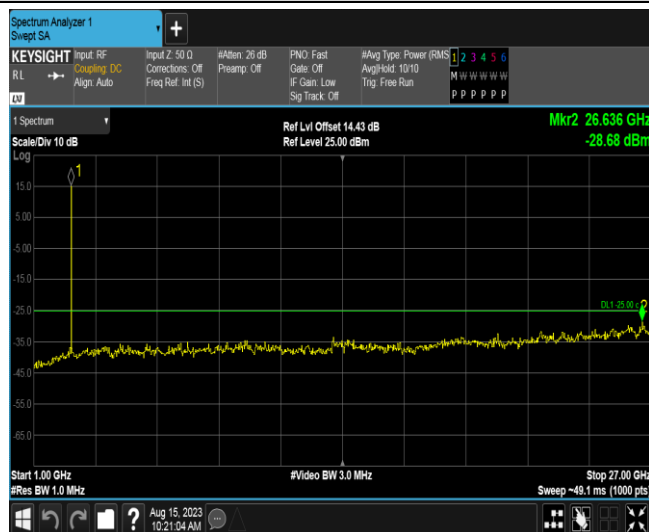 Spectrum Analyzer 1
Swept SA
+
KEYSIGHT
RL
LXI
Input: RF
Coupling: DC
Align: Auto
Input Z: 50 Ω
Corrections: Off
Freq Ref: Int (S)
#Atten: 26 dB
Preamp: Off
PNO: Fast
Gate: Off
IF Gain: Low
Sig Track: Off
#Avg Type: Power (RMS
Avg|Hold: 10/10
Trig: Free Run
1 2 3 4 5 6
M W W W W W
P P P P P P
1 Spectrum
Scale/Div 10 dB
Log
Ref Lvl Offset 14.43 dB
Ref Level 25.00 dBm
Mkr2 26.636 GHz
-28.68 dBm
1
15.0
5.00
-5.00
-15.0
-25.0
DL1 -25.00
2
-35.0
-45.0
-55.0
-65.0
Start 1.00 GHz
#Res BW 1.0 MHz
#Video BW 3.0 MHz
Stop 27.00 GHz
Sweep ~49.1 ms (1000 pts)
?
Aug 15, 2023
10:21:04 AM